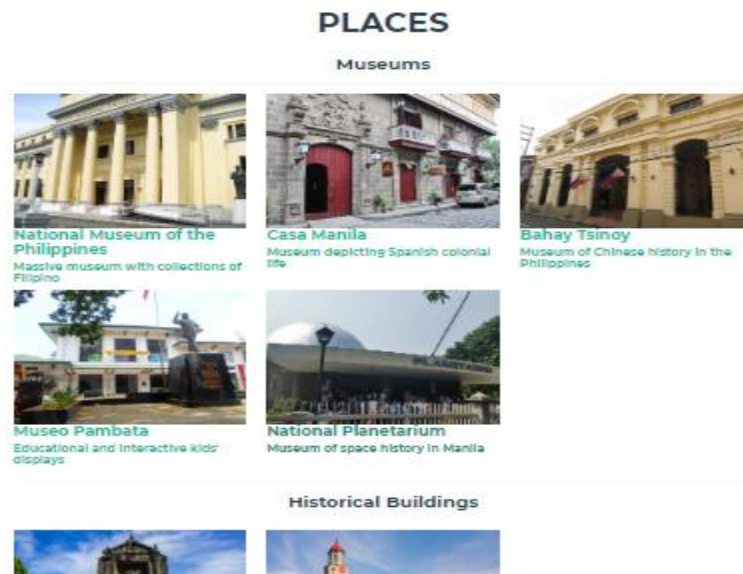 PLACES
Museums
National Museum of the
Philippines
Massive museum with collections of
Filipino
Casa Manila
Museum depicting Spanish colonial
life
Bahay Tsinoy
Museum of Chinese history in the
Philippines
Museo Pambata
Educational and interactive kids'
displays
National Planetarium
Museum of space history in Manila
Historical Buildings